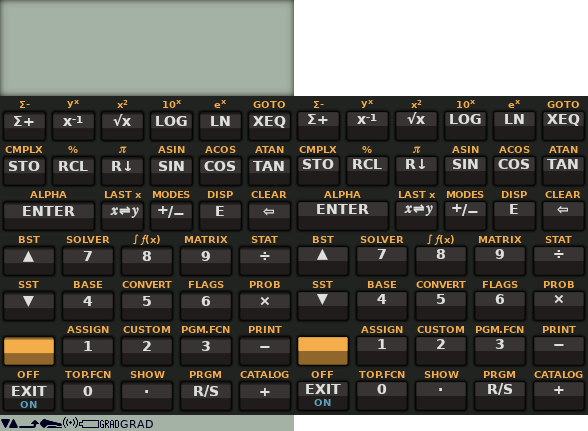 Σ- yˣ x² 10ˣ eˣ GOTO Σ- yˣ x² 10ˣ eˣ GOTO
Σ+ x⁻¹ √x LOG LN XEQ Σ+ x⁻¹ √x LOG LN XEQ
CMPLX % π ASIN ACOS ATAN CMPLX % π ASIN ACOS ATAN
STO RCL R↓ SIN COS TAN STO RCL R↓ SIN COS TAN
ALPHA LAST x MODES DISP CLEAR ALPHA LAST x MODES DISP CLEAR
ENTER x⇌y +/− E ⇦ ENTER x⇌y +/− E ⇦
BST SOLVER ∫f(x) MATRIX STAT BST SOLVER ∫f(x) MATRIX STAT
▲ 7 8 9 ÷ ▲ 7 8 9 ÷
SST BASE CONVERT FLAGS PROB SST BASE CONVERT FLAGS PROB
▼ 4 5 6 × ▼ 4 5 6 ×
ASSIGN CUSTOM PGM.FCN PRINT ASSIGN CUSTOM PGM.FCN PRINT
1 2 3 − 1 2 3 −
OFF TOP.FCN SHOW PRGM CATALOG OFF TOP.FCN SHOW PRGM CATALOG
EXIT 0 · R/S + EXIT 0 · R/S +
ON ON
▼▲ ((•)) GRAD GRAD